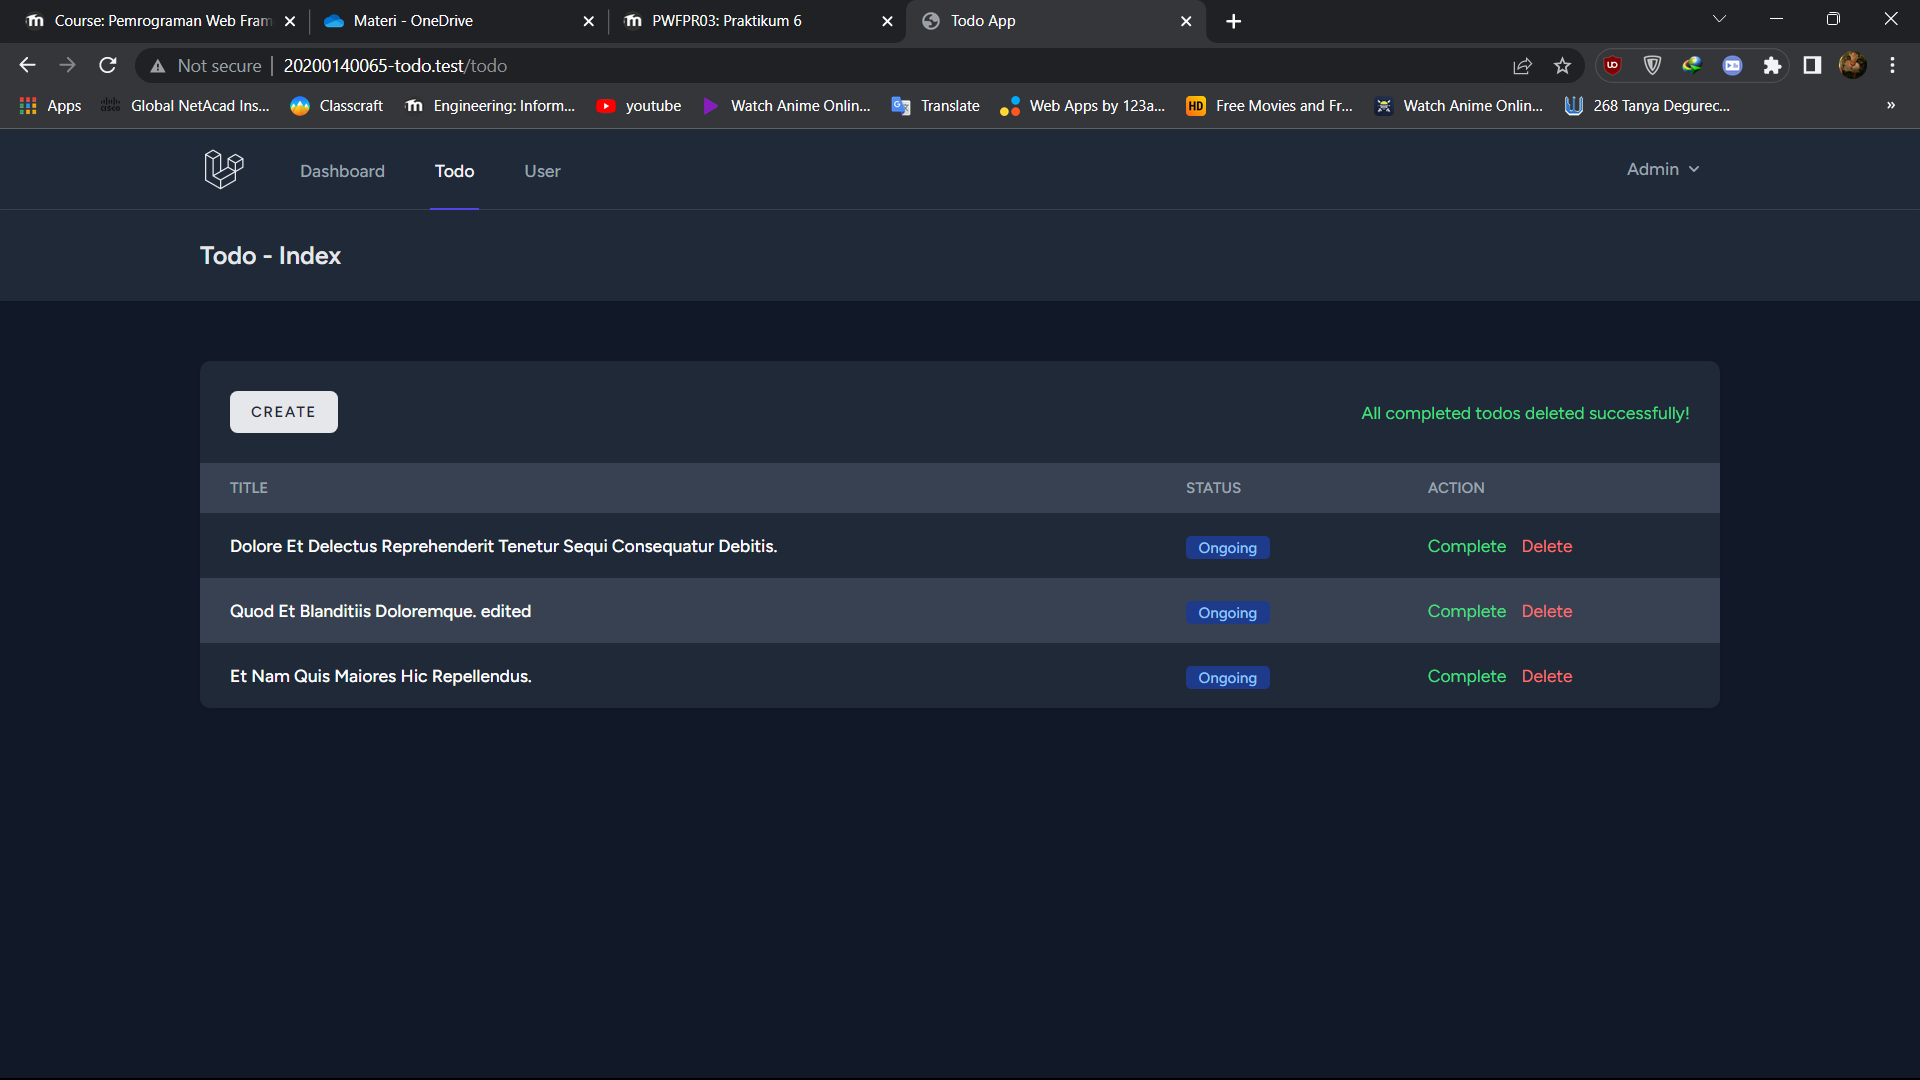 Course: Pemrograman Web Fram
Materi - OneDrive
PWFPR03: Praktikum 6
Todo App
Not secure
20200140065-todo.test/todo
Apps
Global NetAcad Ins...
Classcraft
Engineering: Inform...
youtube
Watch Anime Onlin...
Translate
Web Apps by 123a...
HD
Free Movies and Fr...
Watch Anime Onlin...
268 Tanya Degurec...
Dashboard
Todo
User
Admin
Todo - Index
CREATE
All completed todos deleted successfully!
TITLE
STATUS
ACTION
Dolore Et Delectus Reprehenderit Tenetur Sequi Consequatur Debitis.
Ongoing
Complete
Delete
Quod Et Blanditiis Doloremque. edited
Ongoing
Complete
Delete
Et Nam Quis Maiores Hic Repellendus.
Ongoing
Complete
Delete